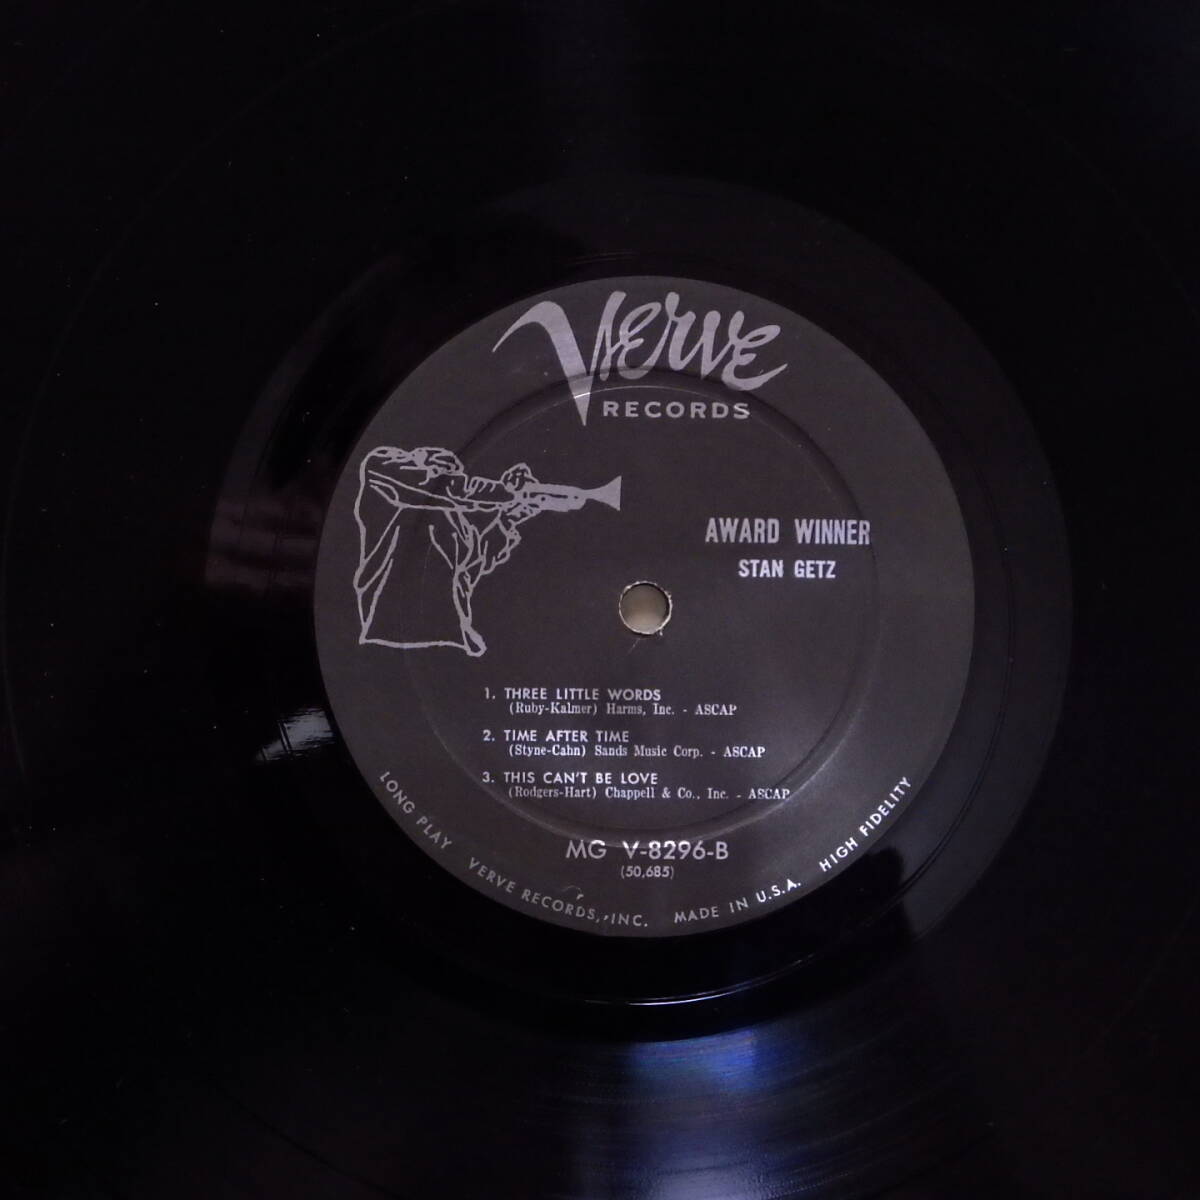 Verve
RECORDS
AWARD WINNER
STAN GETZ
1. THREE LITTLE WORDS
(Ruby-Kalmer) Harms, Inc. - ASCAP
2. TIME AFTER TIME
(Styne-Cahn) Sands Music Corp. - ASCAP
3. THIS CAN'T BE LOVE
(Rodgers-Hart) Chappell & Co., Inc. - ASCAP
MG V-8296-B
(50,685)
LONG PLAY VERVE RECORDS, INC. MADE IN U.S.A. HIGH FIDELITY